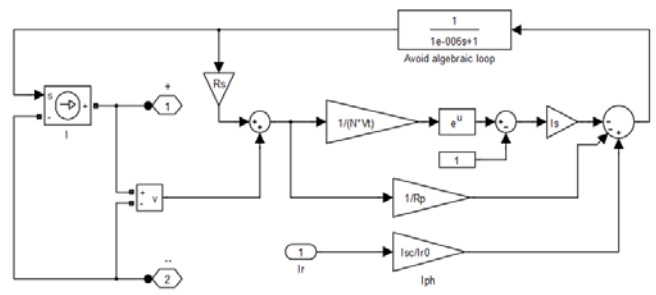 1
1e-006s+1
Avoid algebraic loop
Rs
s
+
-
I
+
1
+
+
1/(N*Vt)
e^u
+
-
Is
-
-
+
1
+
-
v
1/Rp
--
2
1
Ir
Isc/Ir0
Iph